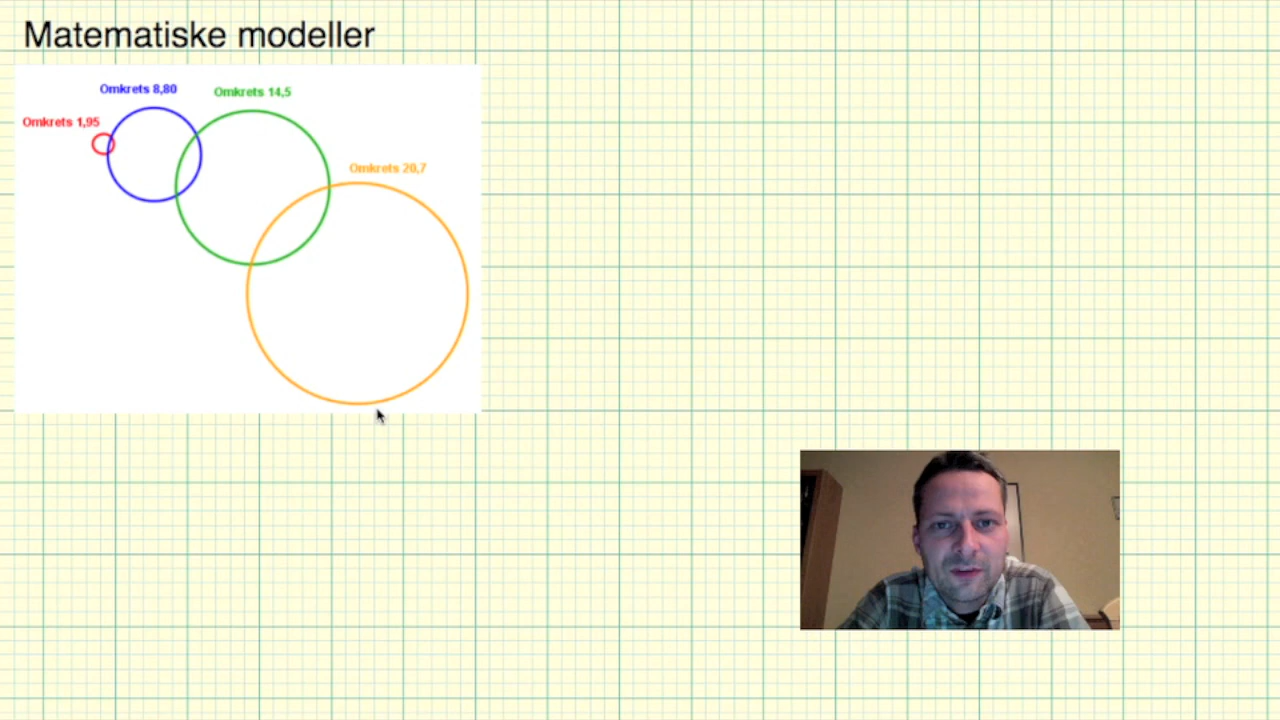 Matematiske modeller
Omkrets 8,80
Omkrets 14,5
Omkrets 1,95
Omkrets 20,7